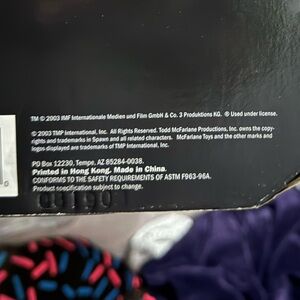 TM © 2003 IMF Internationale Medien und Film GmbH & Co. 3 Produktions KG. ® Used under license.
© 2003 TMP International, Inc. All Rights Reserved. Todd McFarlane Productions, Inc. owns the copy-
rights and trademarks in Spawn and all related characters. McFarlane Toys and the other marks and
logos displayed are trademarks of TMP International, Inc.
PO Box 12230, Tempe, AZ 85284-0038.
Printed in Hong Kong. Made in China.
CONFORMS TO THE SAFETY REQUIREMENTS OF ASTM F963-96A.
Product specification subject to change.